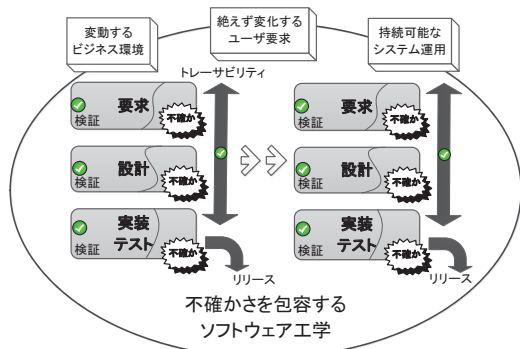 変動する
ビジネス環境
絶えず変化する
ユーザ要求
持続可能な
システム運用
トレーサビリティ
要求
検証
不確か
設計
検証
不確か
実装
テスト
検証
不確か
リリース
要求
検証
不確か
設計
検証
不確か
実装
テスト
検証
不確か
リリース
不確かさを包容する
ソフトウェア工学